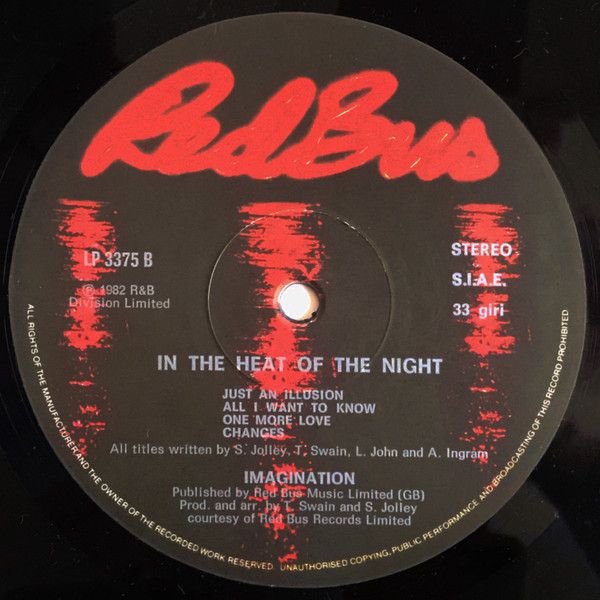 Red Bus
LP 3375 B
℗ 1982 R&B
Division Limited
STEREO
S.I.A.E.
33 giri
IN THE HEAT OF THE NIGHT
JUST AN ILLUSION
ALL I WANT TO KNOW
ONE MORE LOVE
CHANGES
All titles written by S. Jolley, T. Swain, L. John and A. Ingram
IMAGINATION
Published by Red Bus Music Limited (GB)
Prod. and arr. by T. Swain and S. Jolley
courtesy of Red Bus Records Limited
ALL RIGHTS OF THE MANUFACTURER AND THE OWNER OF THE RECORDED WORK RESERVED. UNAUTHORISED COPYING, PUBLIC PERFORMANCE AND BROADCASTING OF THIS RECORD PROHIBITED